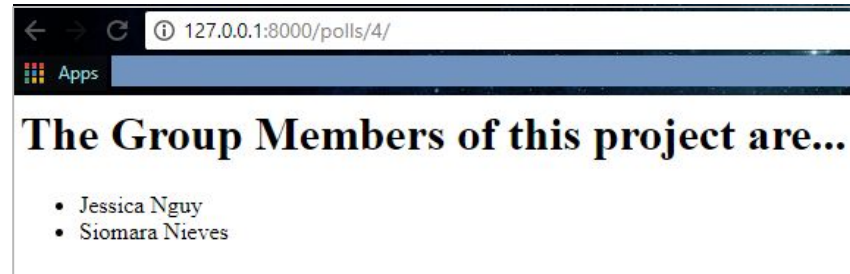 127.0.0.1:8000/polls/4/
Apps
The Group Members of this project are...
Jessica Nguy
Siomara Nieves